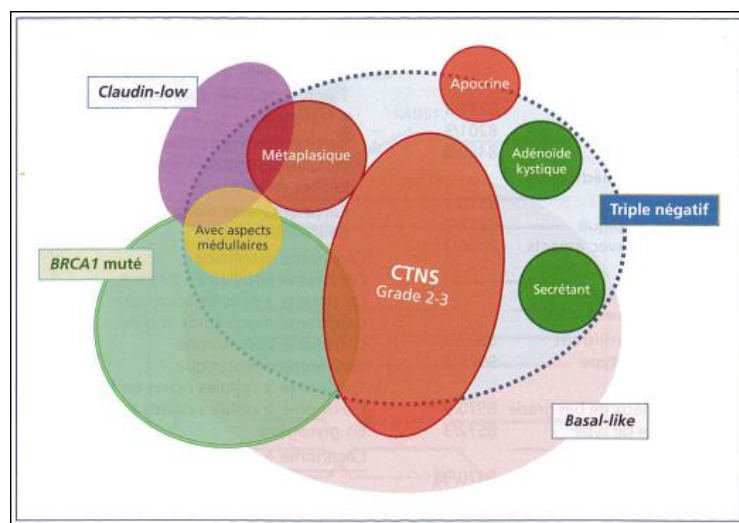 Claudin-low
Apocrine
Métaplasique
Adénoïde
kystique
Triple négatif
Avec aspects
médullaires
BRCA1 muté
CTNS
Grade 2-3
Secrétant
Basal-like